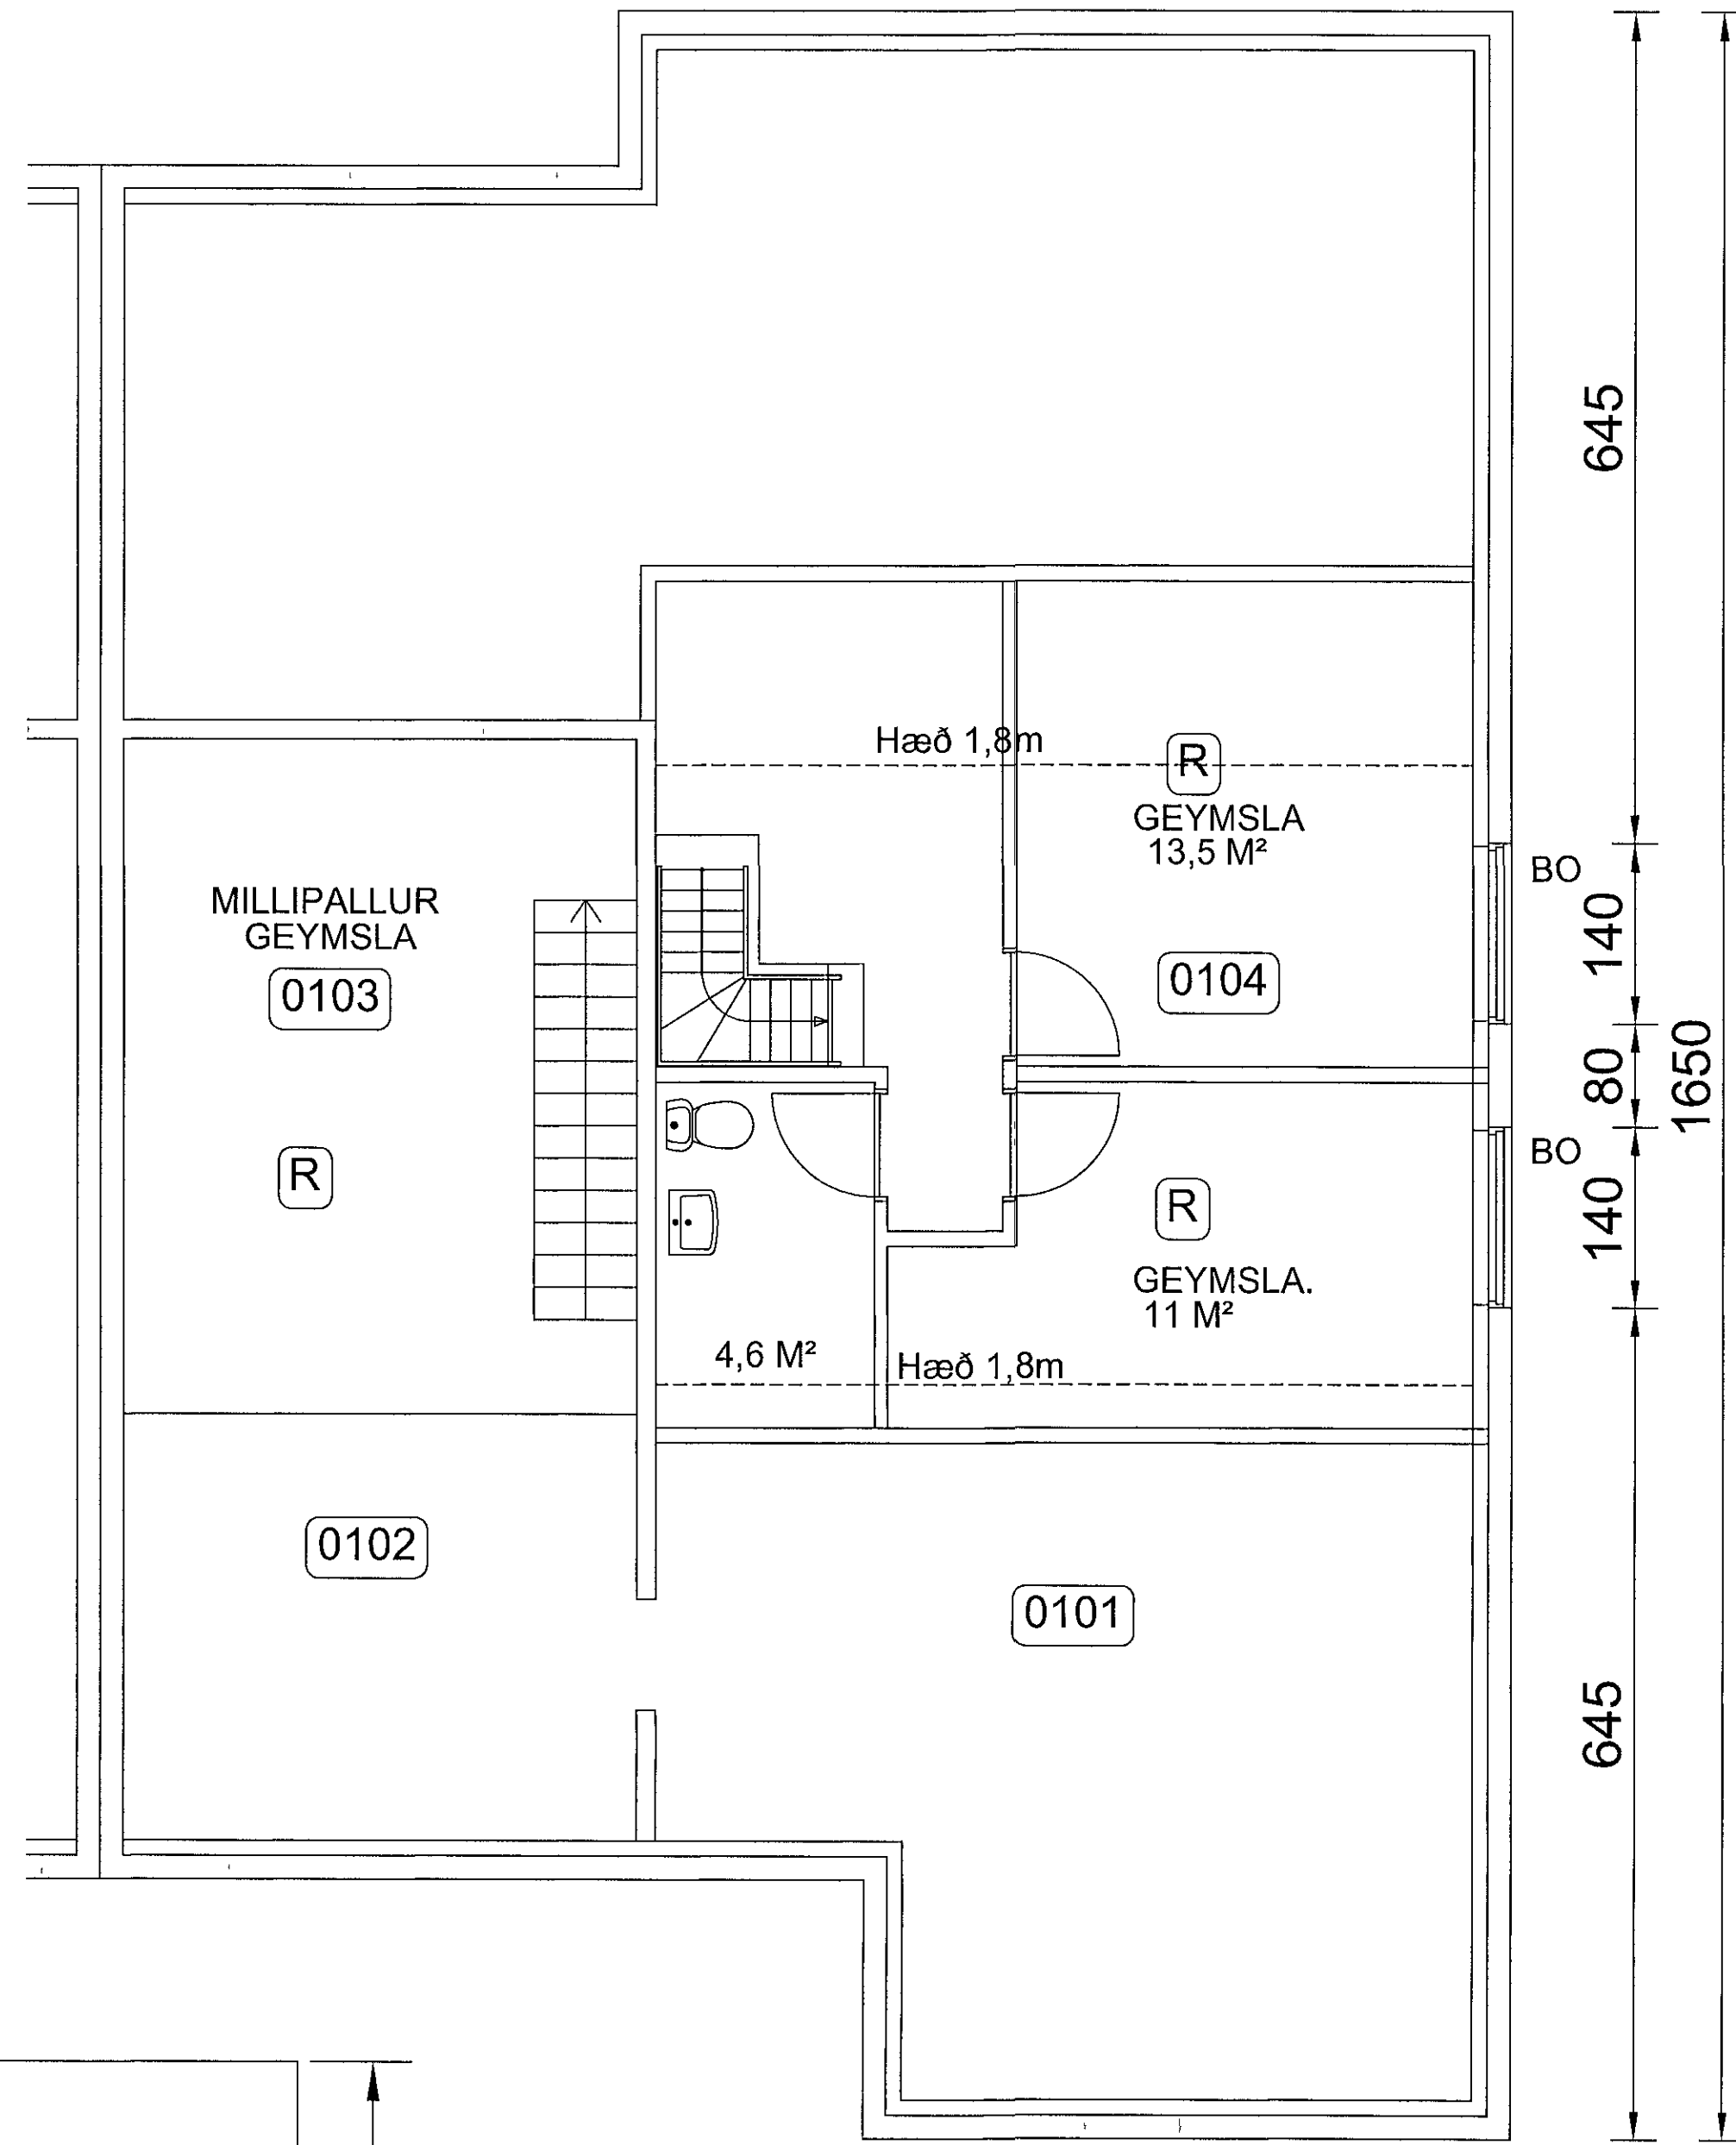 645
Hæð 1,8m
R
GEYMSLA
13,5 M²
BO
140
MILLIPALLUR
GEYMSLA
0103
0104
80
1650
BO
R
R
140
GEYMSLA.
11 M²
4,6 M²
Hæð 1,8m
0102
0101
645